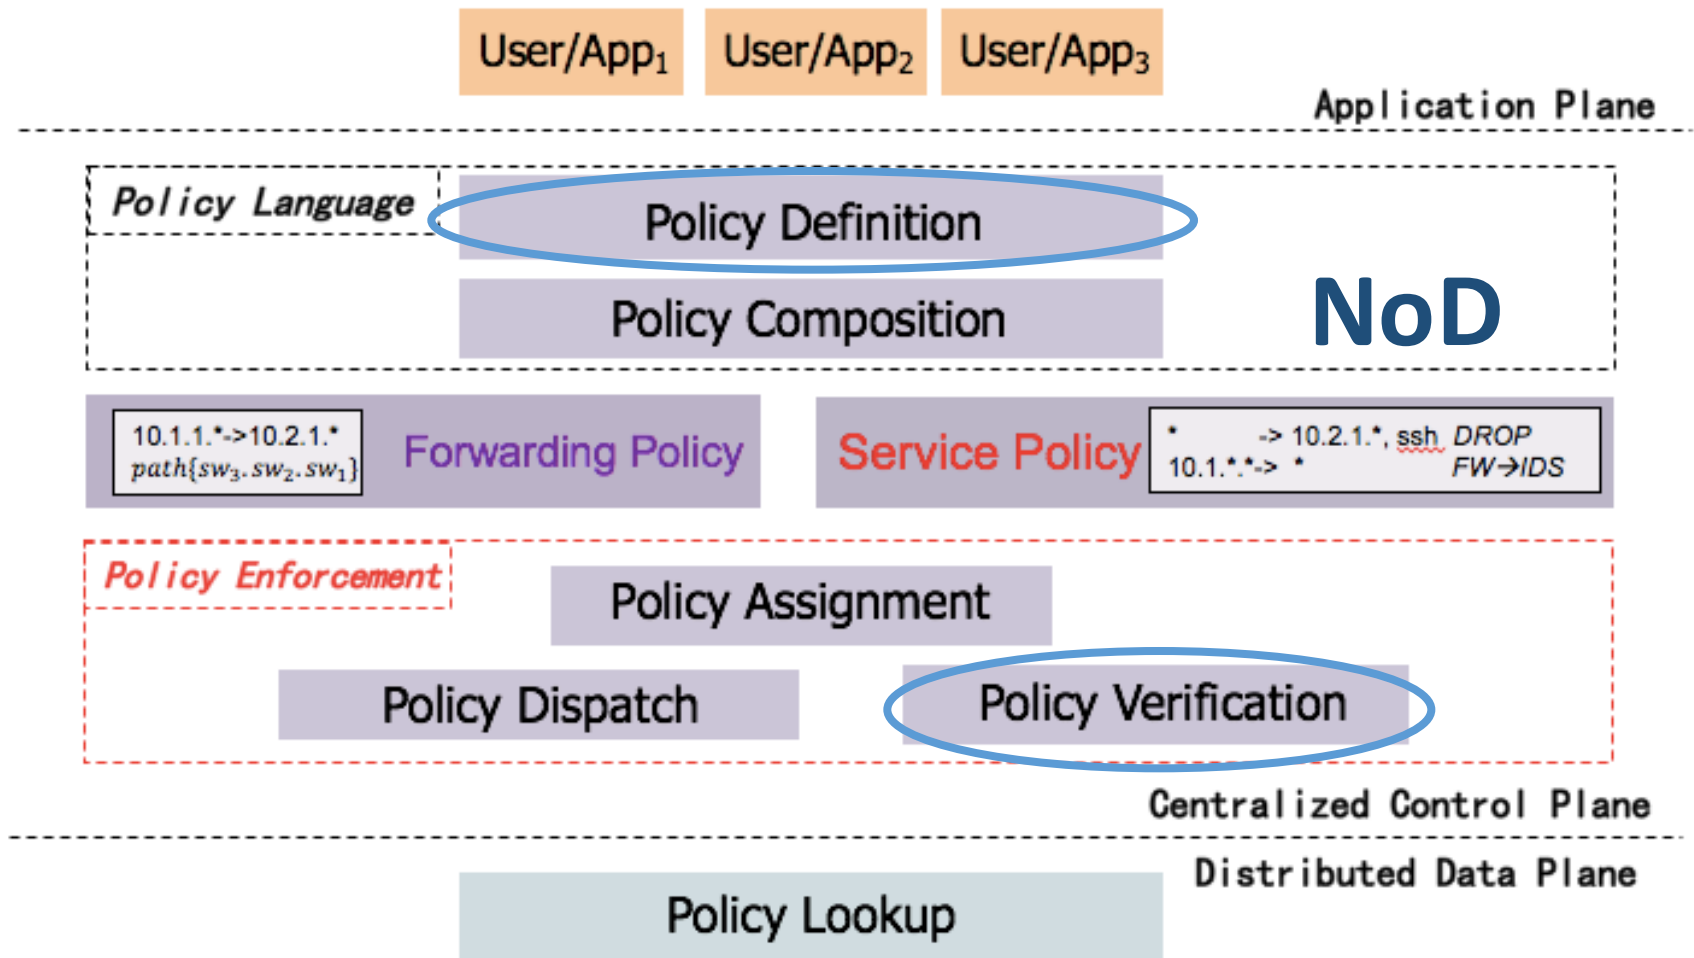 User/App₁ User/App₂ User/App₃
Application Plane
Policy Language
Policy Definition
Policy Composition
NoD
10.1.1.*->10.2.1.*
path{sw₃.sw₂.sw₁}
Forwarding Policy
Service Policy
* -> 10.2.1.*, ssh DROP
10.1.*.*-> * FW→IDS
Policy Enforcement
Policy Assignment
Policy Dispatch
Policy Verification
Centralized Control Plane
Distributed Data Plane
Policy Lookup